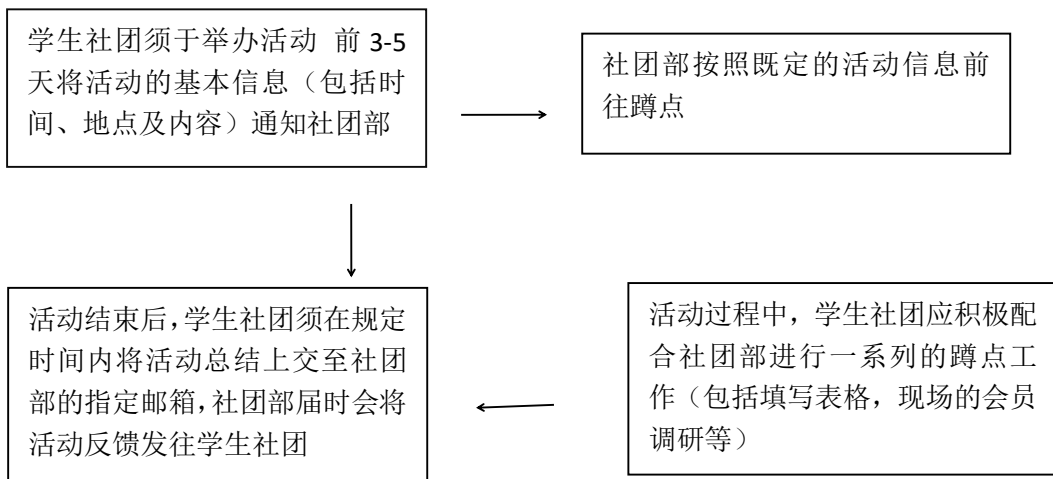 学生社团须于举办活动 前 3-5
天将活动的基本信息（包括时
间、地点及内容）通知社团部
社团部按照既定的活动信息前
往蹲点
活动结束后，学生社团须在规定
时间内将活动总结上交至社团
部的指定邮箱，社团部届时会将
活动反馈发往学生社团
活动过程中，学生社团应积极配
合社团部进行一系列的蹲点工
作（包括填写表格，现场的会员
调研等）